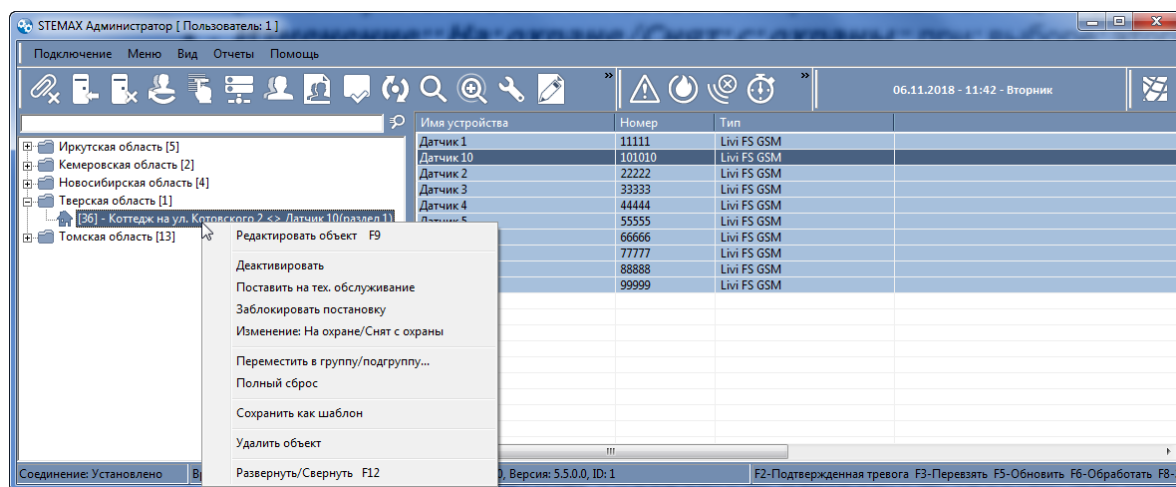 STEMAX Администратор [ Пользователь: 1 ]
Подключение Меню Вид Отчеты Помощь
» » 06.11.2018 - 11:42 - Вторник
Имя устройства Номер Тип
Датчик 1 11111 Livi FS GSM
Датчик 10 101010 Livi FS GSM
Датчик 2 22222 Livi FS GSM
Датчик 3 33333 Livi FS GSM
Датчик 4 44444 Livi FS GSM
Датчик 5 55555 Livi FS GSM
66666 Livi FS GSM
77777 Livi FS GSM
88888 Livi FS GSM
99999 Livi FS GSM
Иркутская область [5]
Кемеровская область [2]
Новосибирская область [4]
Тверская область [1]
[36] - Коттедж на ул. Котовского 2 <> Датчик 10(раздел 1)
Томская область [13]
Редактировать объект F9
Деактивировать
Поставить на тех. обслуживание
Заблокировать постановку
Изменение: На охране/Снят с охраны
Переместить в группу/подгруппу...
Полный сброс
Сохранить как шаблон
Удалить объект
Развернуть/Свернуть F12
Соединение: Установлено 0, Версия: 5.5.0.0, ID: 1 F2-Подтвержденная тревога F3-Перевзять F5-Обновить F6-Обработать F8-